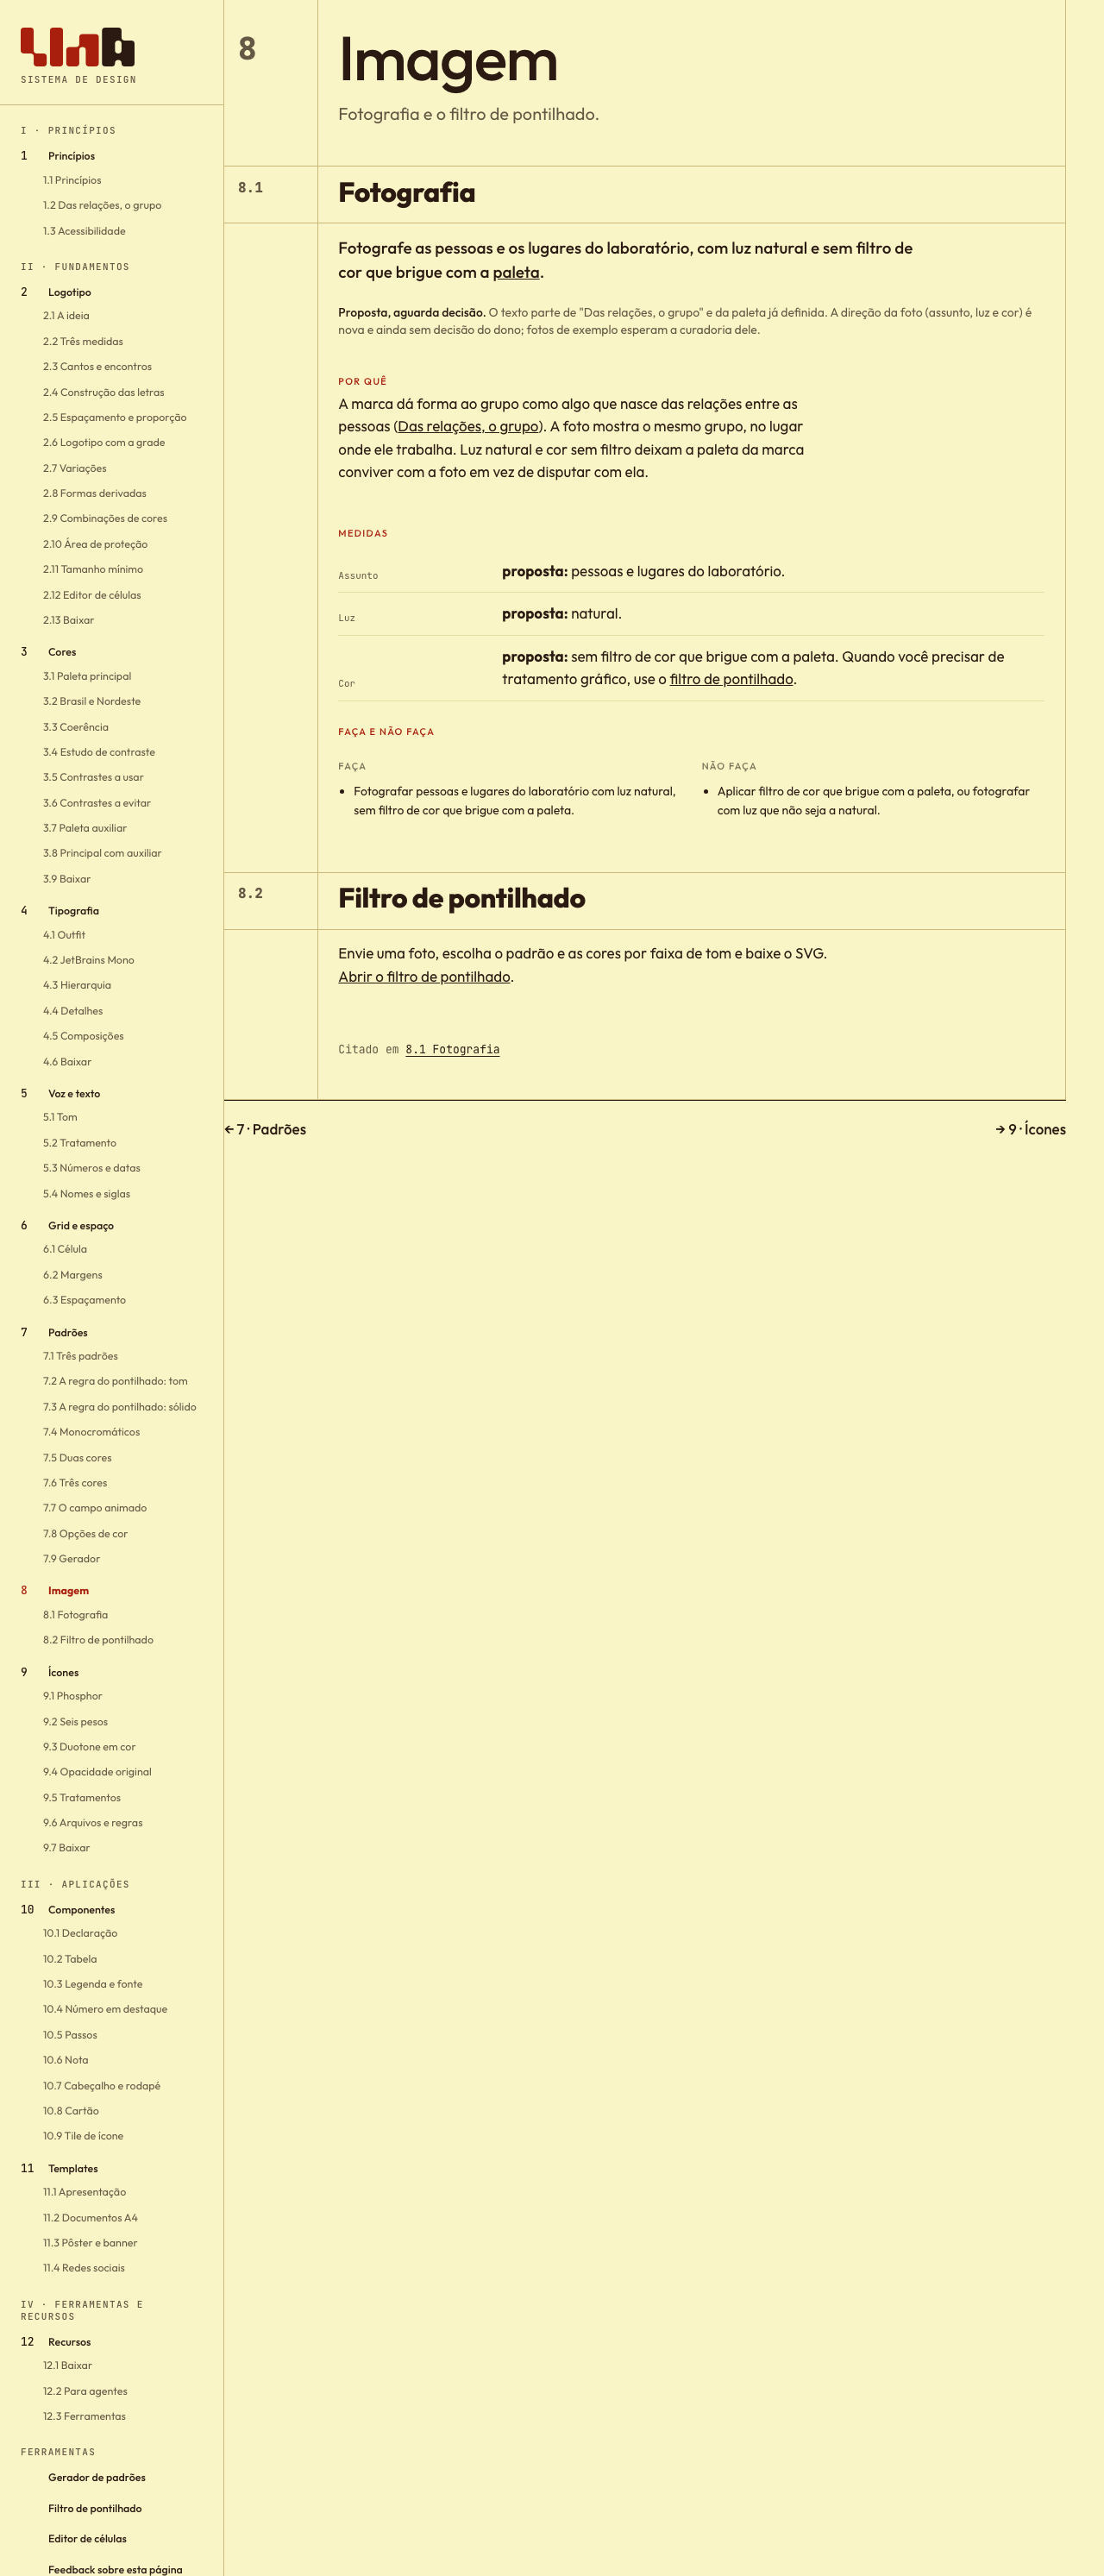 LInA
SISTEMA DE DESIGN
I · PRINCÍPIOS
1 Princípios
1.1 Princípios
1.2 Das relações, o grupo
1.3 Acessibilidade
II · FUNDAMENTOS
2 Logotipo
2.1 A ideia
2.2 Três medidas
2.3 Cantos e encontros
2.4 Construção das letras
2.5 Espaçamento e proporção
2.6 Logotipo com a grade
2.7 Variações
2.8 Formas derivadas
2.9 Combinações de cores
2.10 Área de proteção
2.11 Tamanho mínimo
2.12 Editor de células
2.13 Baixar
3 Cores
3.1 Paleta principal
3.2 Brasil e Nordeste
3.3 Coerência
3.4 Estudo de contraste
3.5 Contrastes a usar
3.6 Contrastes a evitar
3.7 Paleta auxiliar
3.8 Principal com auxiliar
3.9 Baixar
4 Tipografia
4.1 Outfit
4.2 JetBrains Mono
4.3 Hierarquia
4.4 Detalhes
4.5 Composições
4.6 Baixar
5 Voz e texto
5.1 Tom
5.2 Tratamento
5.3 Números e datas
5.4 Nomes e siglas
6 Grid e espaço
6.1 Célula
6.2 Margens
6.3 Espaçamento
7 Padrões
7.1 Três padrões
7.2 A regra do pontilhado: tom
7.3 A regra do pontilhado: sólido
7.4 Monocromáticos
7.5 Duas cores
7.6 Três cores
7.7 O campo animado
7.8 Opções de cor
7.9 Gerador
8 Imagem
8.1 Fotografia
8.2 Filtro de pontilhado
9 Ícones
9.1 Phosphor
9.2 Seis pesos
9.3 Duotone em cor
9.4 Opacidade original
9.5 Tratamentos
9.6 Arquivos e regras
9.7 Baixar
III · APLICAÇÕES
10 Componentes
10.1 Declaração
10.2 Tabela
10.3 Legenda e fonte
10.4 Número em destaque
10.5 Passos
10.6 Nota
10.7 Cabeçalho e rodapé
10.8 Cartão
10.9 Tile de ícone
11 Templates
11.1 Apresentação
11.2 Documentos A4
11.3 Pôster e banner
11.4 Redes sociais
IV · FERRAMENTAS E
RECURSOS
12 Recursos
12.1 Baixar
12.2 Para agentes
12.3 Ferramentas
FERRAMENTAS
Gerador de padrões
Filtro de pontilhado
Editor de células
Feedback sobre esta página
8 Imagem
Fotografia e o filtro de pontilhado.
8.1 Fotografia
Fotografe as pessoas e os lugares do laboratório, com luz natural e sem filtro de
cor que brigue com a paleta.
Proposta, aguarda decisão. O texto parte de "Das relações, o grupo" e da paleta já definida. A direção da foto (assunto, luz e cor) é
nova e ainda sem decisão do dono; fotos de exemplo esperam a curadoria dele.
POR QUÊ
A marca dá forma ao grupo como algo que nasce das relações entre as
pessoas (Das relações, o grupo). A foto mostra o mesmo grupo, no lugar
onde ele trabalha. Luz natural e cor sem filtro deixam a paleta da marca
conviver com a foto em vez de disputar com ela.
MEDIDAS
Assunto proposta: pessoas e lugares do laboratório.
Luz proposta: natural.
Cor proposta: sem filtro de cor que brigue com a paleta. Quando você precisar de
tratamento gráfico, use o filtro de pontilhado.
FAÇA E NÃO FAÇA
FAÇA
Fotografar pessoas e lugares do laboratório com luz natural,
sem filtro de cor que brigue com a paleta.
NÃO FAÇA
Aplicar filtro de cor que brigue com a paleta, ou fotografar
com luz que não seja a natural.
8.2 Filtro de pontilhado
Envie uma foto, escolha o padrão e as cores por faixa de tom e baixe o SVG.
Abrir o filtro de pontilhado.
Citado em 8.1 Fotografia
← 7 · Padrões
→ 9 · Ícones